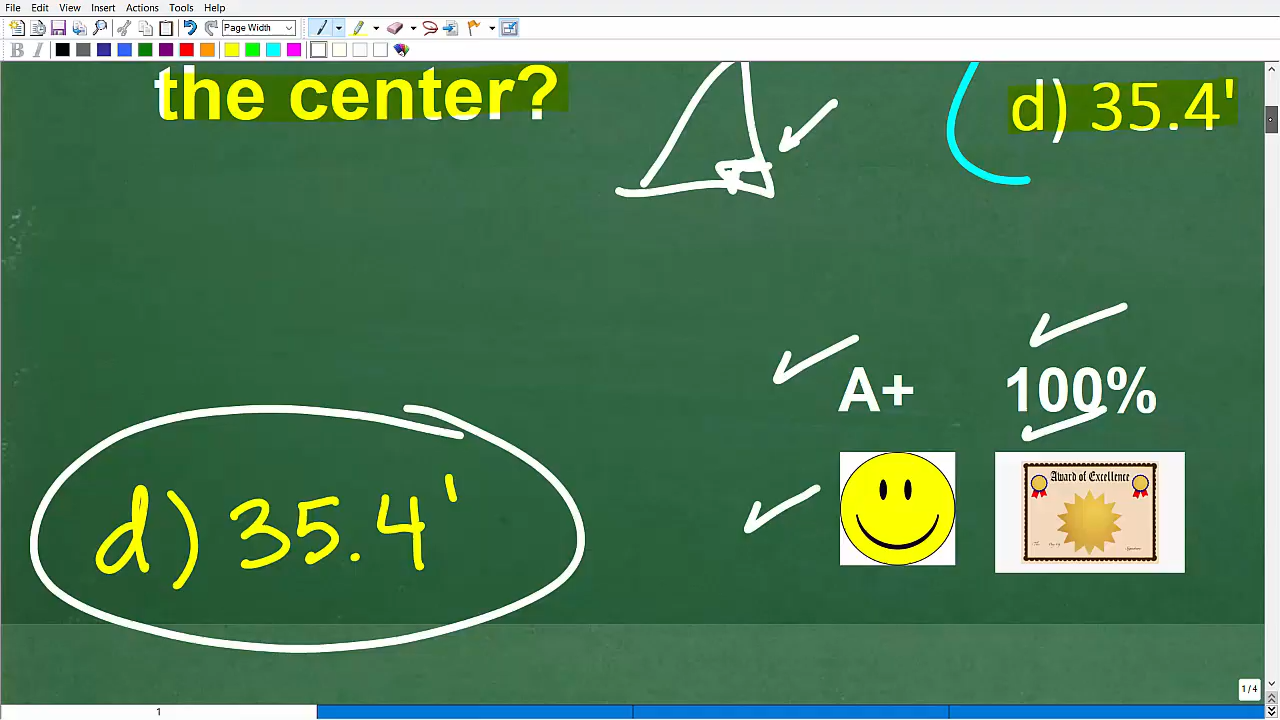 File Edit View Insert Actions Tools Help
Page Width
B I
the center?
d) 35.4'
A+ 100%
d) 35.4'
Award of Excellence
1/4
1